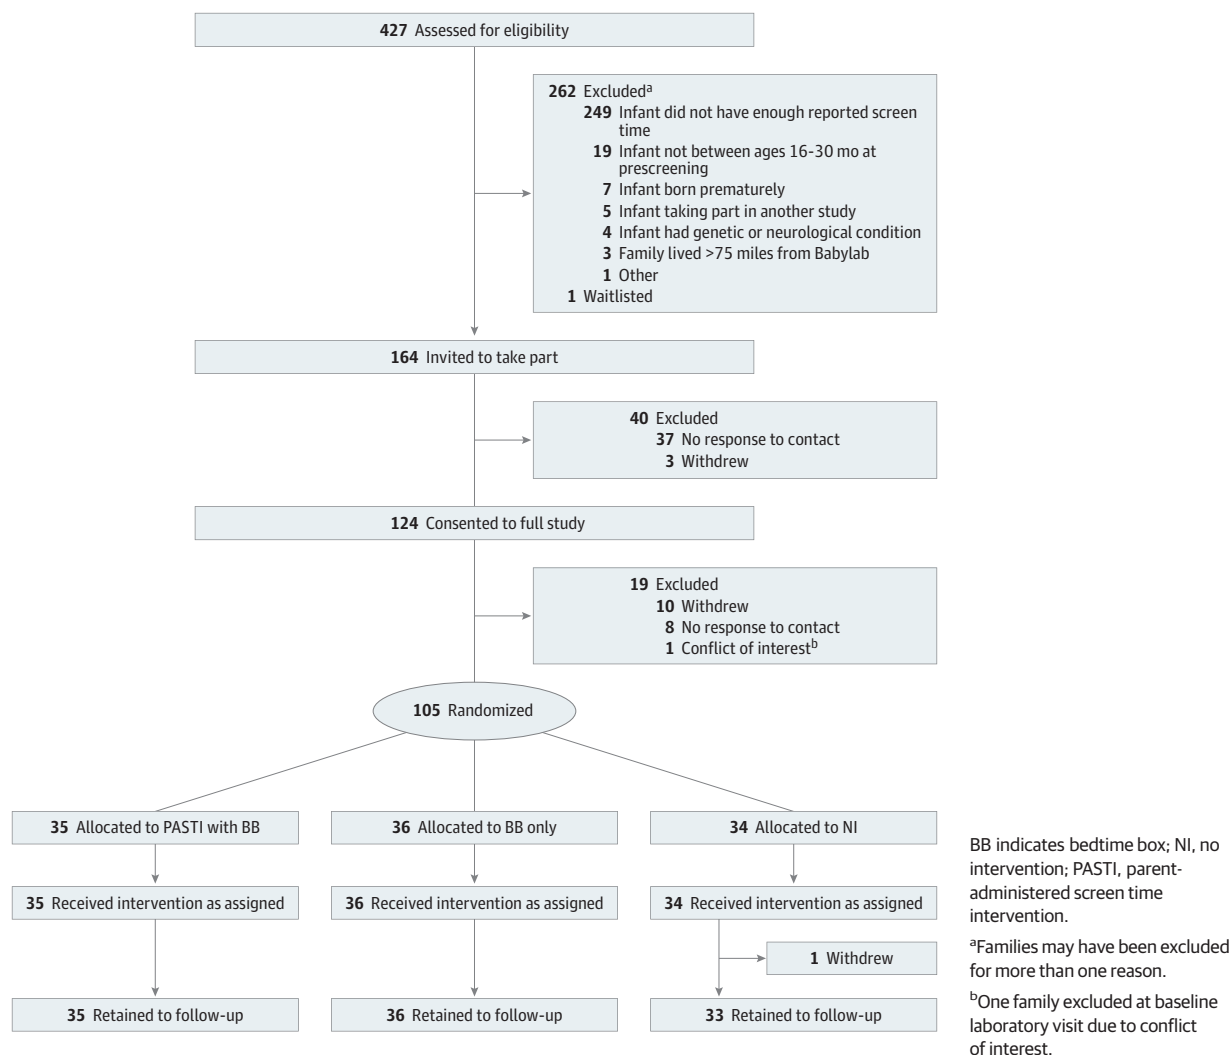 427 Assessed for eligibility
262 Excludedᵃ
249 Infant did not have enough reported screen
time
19 Infant not between ages 16-30 mo at
prescreening
7 Infant born prematurely
5 Infant taking part in another study
4 Infant had genetic or neurological condition
3 Family lived >75 miles from Babylab
1 Other
1 Waitlisted
164 Invited to take part
40 Excluded
37 No response to contact
3 Withdrew
124 Consented to full study
19 Excluded
10 Withdrew
8 No response to contact
1 Conflict of interestᵇ
105 Randomized
35 Allocated to PASTI with BB
36 Allocated to BB only
34 Allocated to NI
35 Received intervention as assigned
36 Received intervention as assigned
34 Received intervention as assigned
1 Withdrew
35 Retained to follow-up
36 Retained to follow-up
33 Retained to follow-up
BB indicates bedtime box; NI, no
intervention; PASTI, parent-
administered screen time
intervention.
ᵃFamilies may have been excluded
for more than one reason.
ᵇOne family excluded at baseline
laboratory visit due to conflict
of interest.